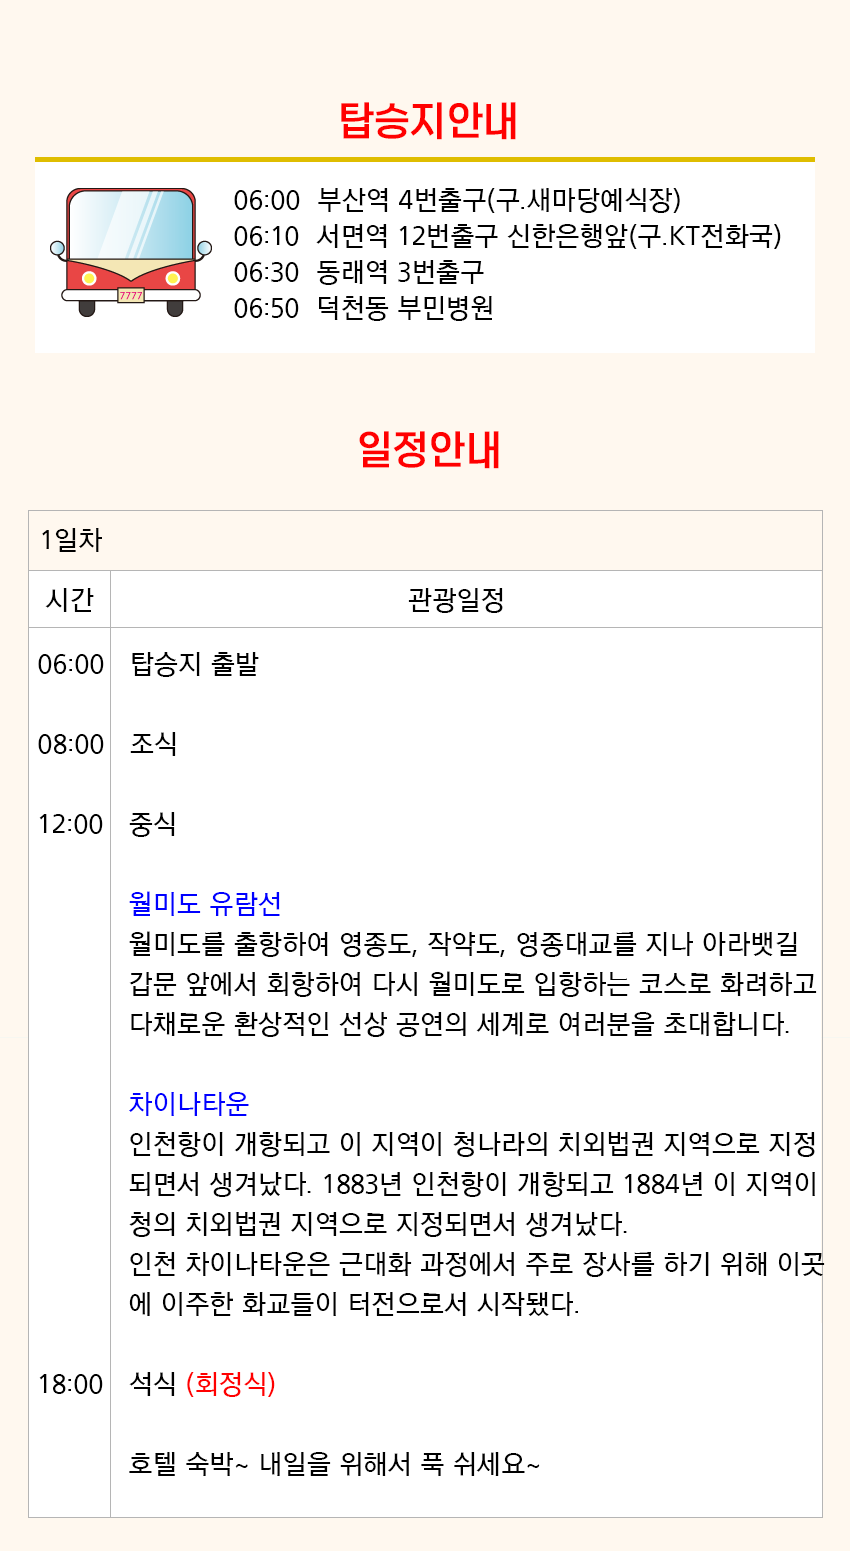 탑승지안내
06:00 부산역 4번출구(구.새마당예식장)
06:10 서면역 12번출구 신한은행앞(구.KT전화국)
06:30 동래역 3번출구
06:50 덕천동 부민병원
7777
일정안내
1일차
시간 관광일정
06:00 탑승지 출발
08:00 조식
12:00 중식
월미도 유람선
월미도를 출항하여 영종도, 작약도, 영종대교를 지나 아라뱃길
갑문 앞에서 회항하여 다시 월미도로 입항하는 코스로 화려하고
다채로운 환상적인 선상 공연의 세계로 여러분을 초대합니다.
차이나타운
인천항이 개항되고 이 지역이 청나라의 치외법권 지역으로 지정
되면서 생겨났다. 1883년 인천항이 개항되고 1884년 이 지역이
청의 치외법권 지역으로 지정되면서 생겨났다.
인천 차이나타운은 근대화 과정에서 주로 장사를 하기 위해 이곳
에 이주한 화교들이 터전으로서 시작됐다.
18:00 석식 (회정식)
호텔 숙박~ 내일을 위해서 푹 쉬세요~